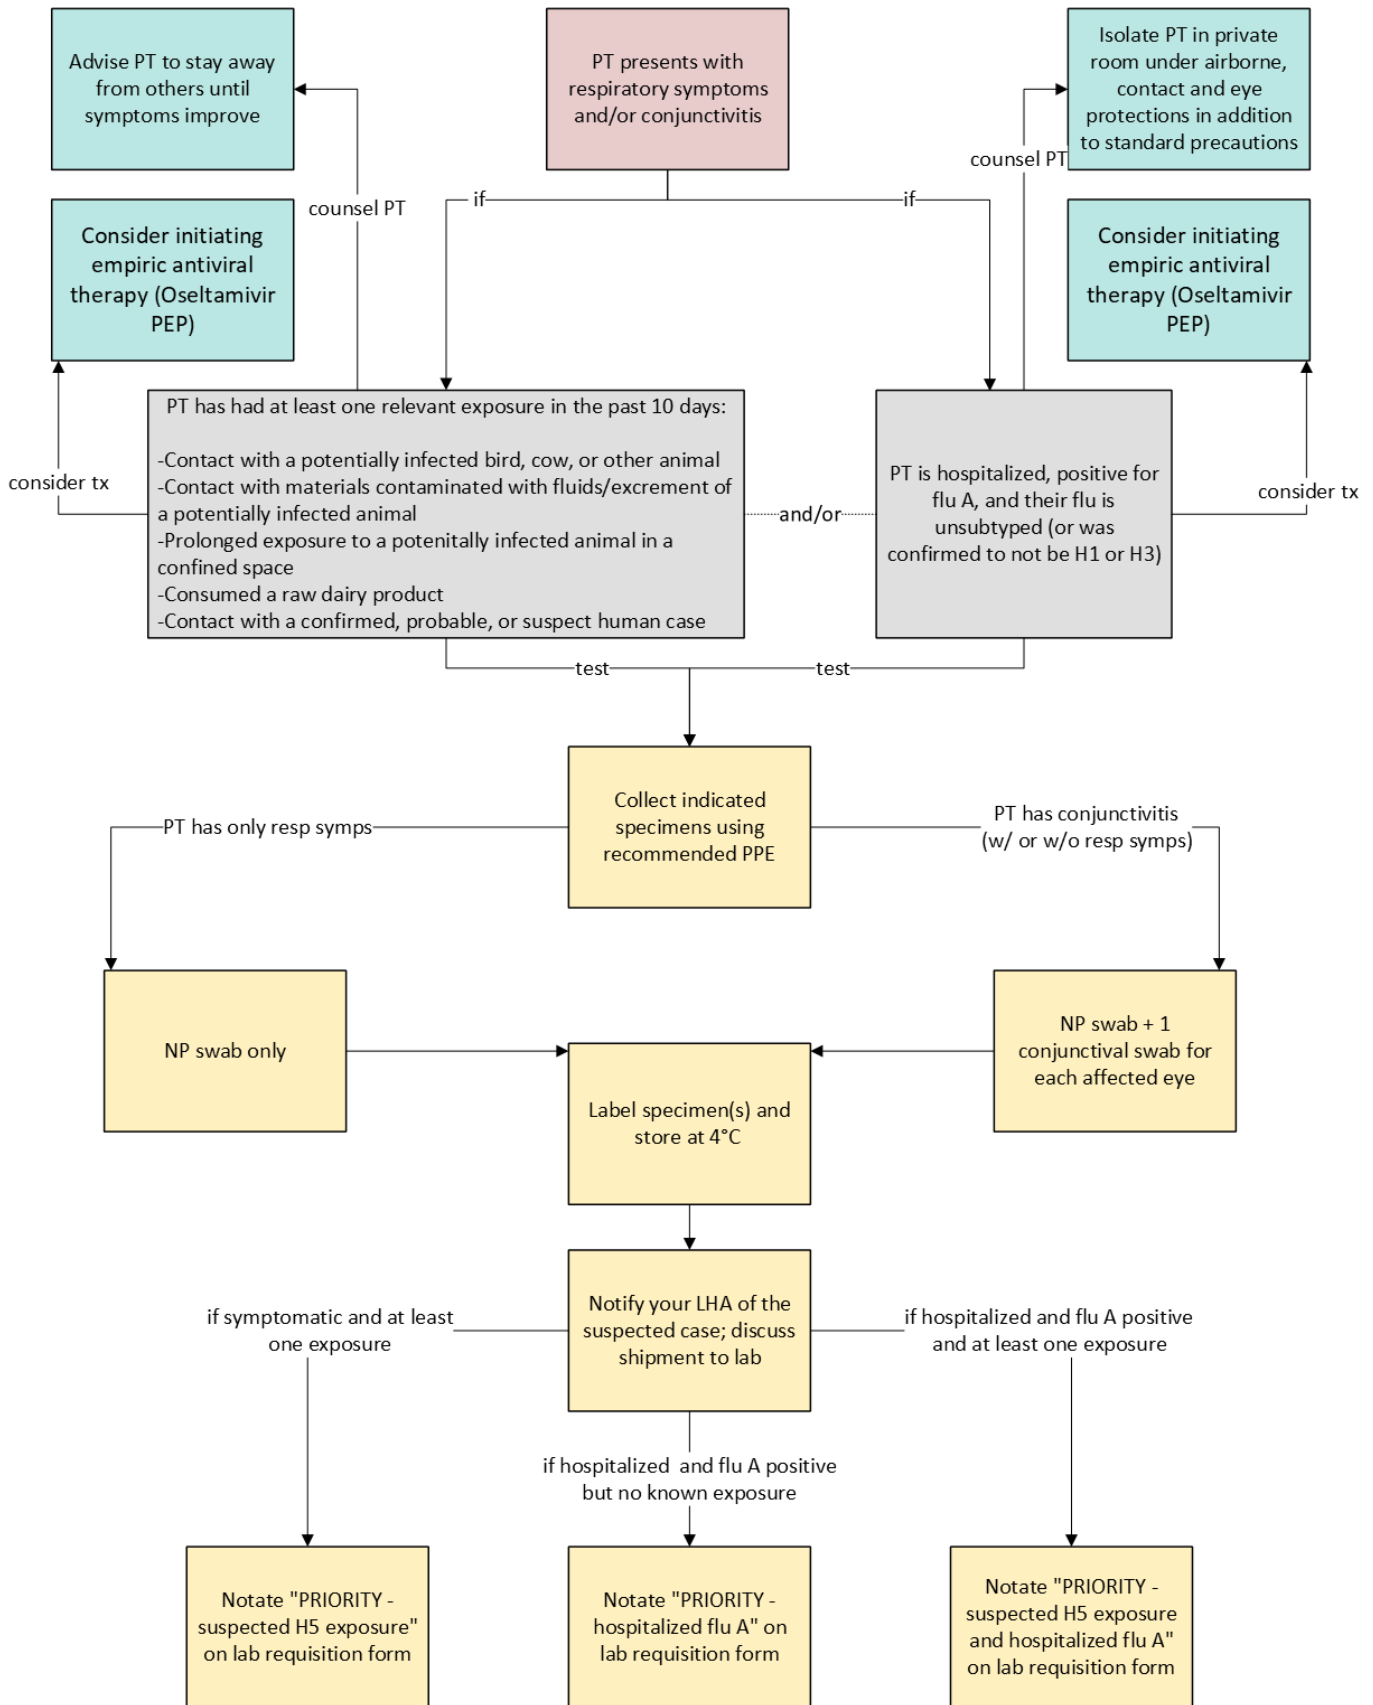 Advise PT to stay away
from others until
symptoms improve
PT presents with
respiratory symptoms
and/or conjunctivitis
Isolate PT in private
room under airborne,
contact and eye
protections in addition
to standard precautions
counsel PT
counsel PT
if
if
Consider initiating
empiric antiviral
therapy (Oseltamivir
PEP)
Consider initiating
empiric antiviral
therapy (Oseltamivir
PEP)
consider tx
PT has had at least one relevant exposure in the past 10 days:
-Contact with a potentially infected bird, cow, or other animal
-Contact with materials contaminated with fluids/excrement of
a potentially infected animal
-Prolonged exposure to a potenitally infected animal in a
confined space
-Consumed a raw dairy product
-Contact with a confirmed, probable, or suspect human case
and/or
PT is hospitalized, positive for
flu A, and their flu is
unsubtyped (or was
confirmed to not be H1 or H3)
consider tx
test
test
Collect indicated
specimens using
recommended PPE
PT has only resp symps
PT has conjunctivitis
(w/ or w/o resp symps)
NP swab only
NP swab + 1
conjunctival swab for
each affected eye
Label specimen(s) and
store at 4°C
Notify your LHA of the
suspected case; discuss
shipment to lab
if symptomatic and at least
one exposure
if hospitalized and flu A positive
and at least one exposure
if hospitalized and flu A positive
but no known exposure
Notate "PRIORITY -
suspected H5 exposure"
on lab requisition form
Notate "PRIORITY -
hospitalized flu A" on
lab requisition form
Notate "PRIORITY -
suspected H5 exposure
and hospitalized flu A"
on lab requisition form